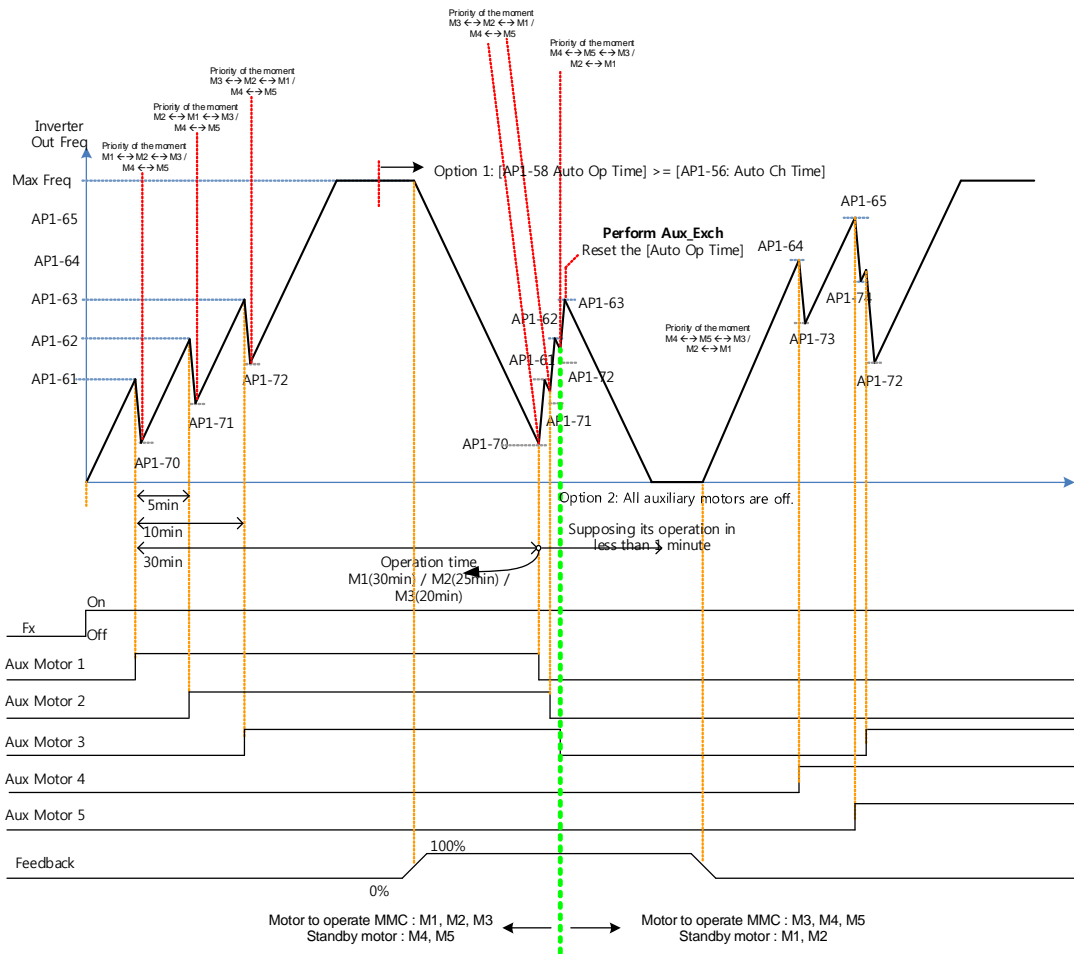 Priority of the moment
M3 ←→ M2 ←→ M1 /
M4 ←→ M5
Priority of the moment
M4 ←→ M5 ←→ M3 /
M2 ←→ M1
Priority of the moment
M3 ←→ M2 ←→ M1 /
M4 ←→ M5
Priority of the moment
M2 ←→ M1 ←→ M3 /
M4 ←→ M5
Priority of the moment
M1 ←→ M2 ←→ M3 /
M4 ←→ M5
Inverter
Out Freq
Max Freq
Option 1: [AP1-58 Auto Op Time] >= [AP1-56: Auto Ch Time]
AP1-65
AP1-64
AP1-63
AP1-62
AP1-61
AP1-70
AP1-71
AP1-72
Perform Aux_Exch
Reset the [Auto Op Time]
AP1-63
AP1-62
AP1-61
AP1-72
AP1-71
AP1-70
Priority of the moment
M4 ←→ M5 ←→ M3 /
M2 ←→ M1
AP1-64
AP1-65
AP1-74
AP1-73
AP1-72
Option 2: All auxiliary motors are off.
5min
10min
30min
Supposing its operation in
less than 1 minute
Operation time
M1(30min) / M2(25min) /
M3(20min)
On
Fx
Off
Aux Motor 1
Aux Motor 2
Aux Motor 3
Aux Motor 4
Aux Motor 5
Feedback
100%
0%
Motor to operate MMC : M1, M2, M3
Standby motor : M4, M5
Motor to operate MMC : M3, M4, M5
Standby motor : M1, M2